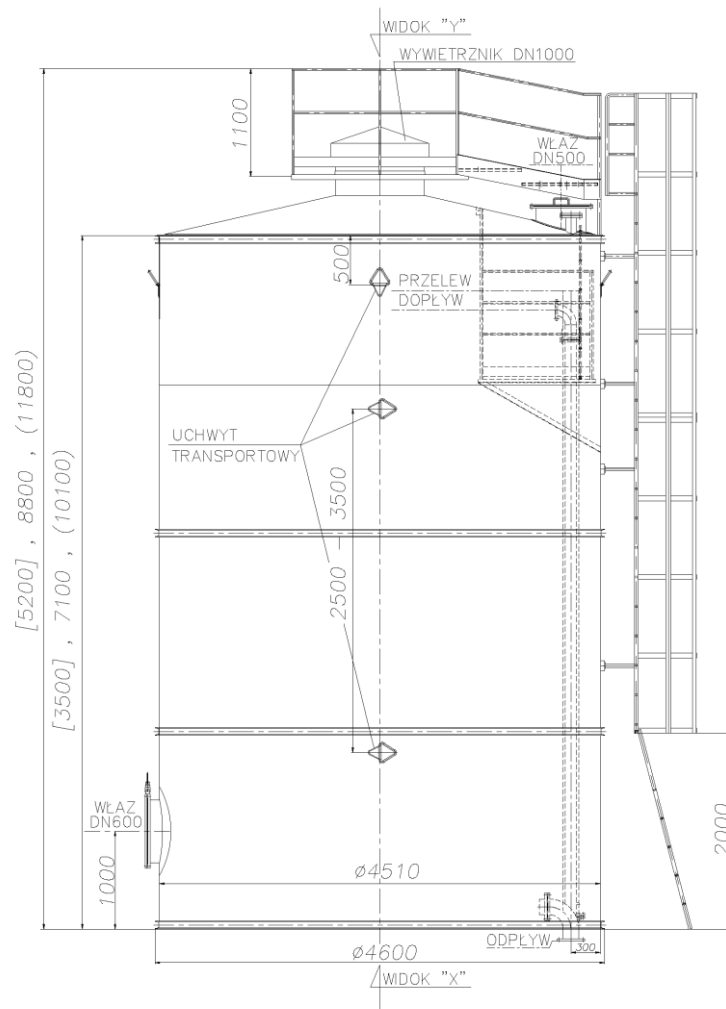 WIDOK "Y"
WYWIETRZNIK DN1000
1100
WŁAZ
DN500
500
PRZELEW
DOPŁYW
UCHWYT
TRANSPORTOWY
[5200] , 8800 , (11800)
[3500] , 7100 , (10100)
2500 - 3500
WŁAZ
DN600
1000
2000
ø4510
ODPŁYW
300
ø4600
WIDOK "X"